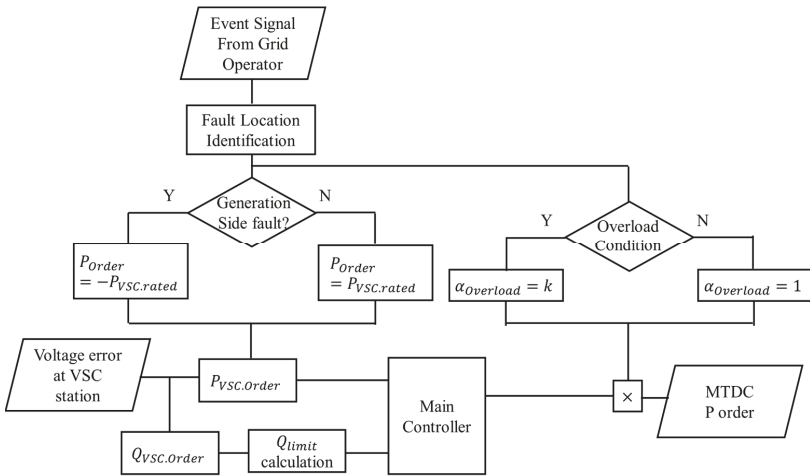 Event Signal
From Grid
Operator
Fault Location
Identification
Y
Generation
Side fault?
N
Y
Overload
Condition
N
P_Order
= −P_VSC.rated
P_Order
= P_VSC.rated
α_Overload = k
α_Overload = 1
Voltage error
at VSC
station
P_VSC.Order
Main
Controller
×
MTDC
P order
Q_VSC.Order
Q_limit
calculation